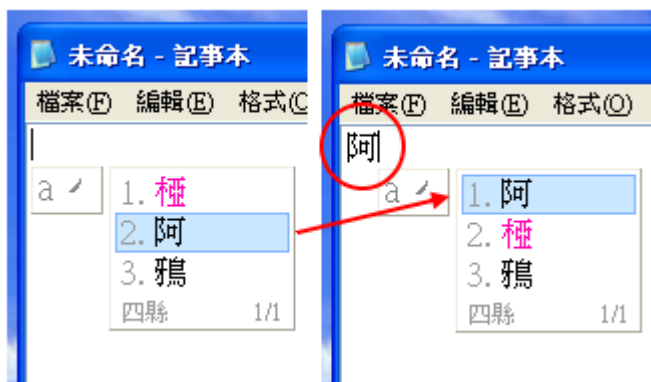 未命名 - 記事本
檔案(F) 編輯(E) 格式(O
a ˊ
1. 椏
2. 阿
3. 鴉
四縣 1/1
未命名 - 記事本
檔案(F) 編輯(E) 格式(O)
阿
a ˊ
1. 阿
2. 椏
3. 鴉
四縣 1/1